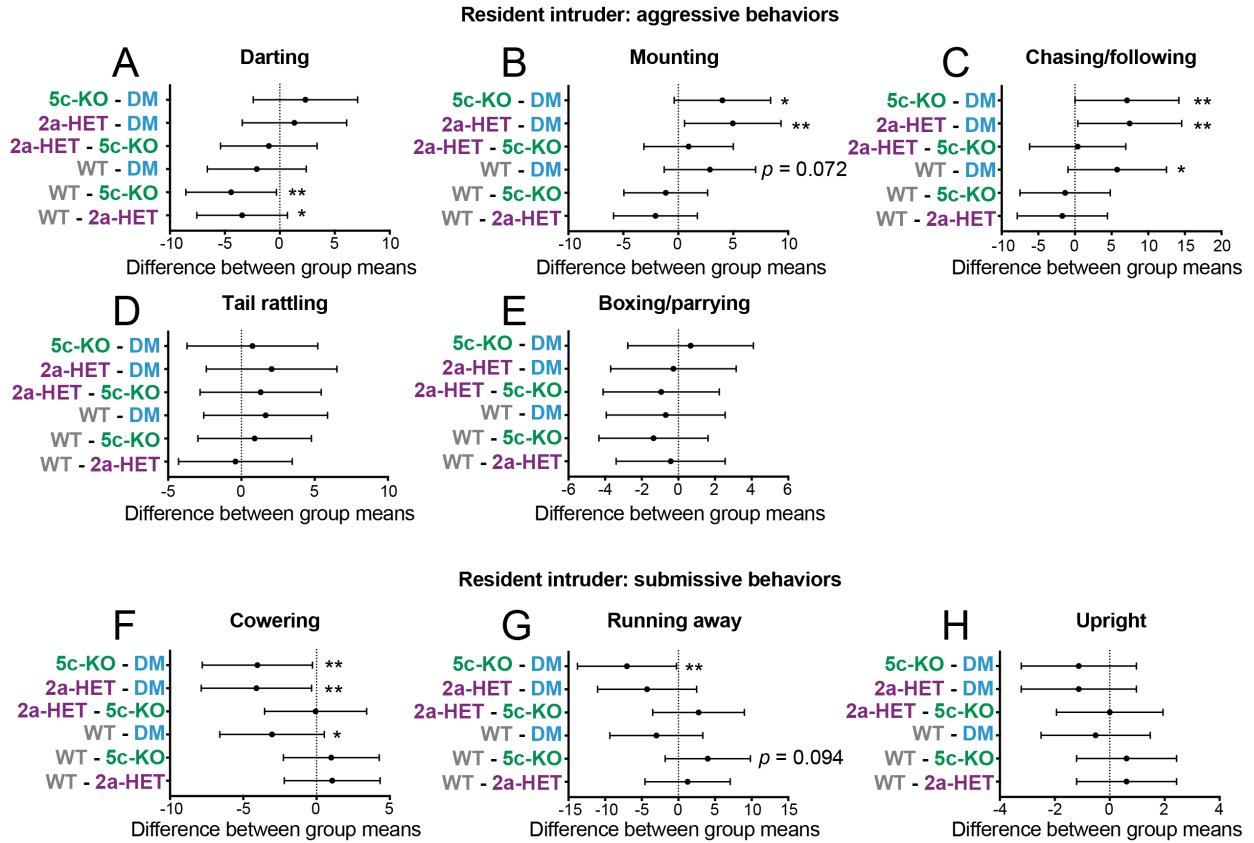 Resident intruder: aggressive behaviors
A
Darting
5c-KO - DM
2a-HET - DM
2a-HET - 5c-KO
WT - DM
WT - 5c-KO
**
WT - 2a-HET
*
-10 -5 0 5 10
Difference between group means
B
Mounting
5c-KO - DM
*
2a-HET - DM
**
2a-HET - 5c-KO
WT - DM
p = 0.072
WT - 5c-KO
WT - 2a-HET
-10 -5 0 5 10
Difference between group means
C
Chasing/following
5c-KO - DM
**
2a-HET - DM
**
2a-HET - 5c-KO
WT - DM
*
WT - 5c-KO
WT - 2a-HET
-10 -5 0 5 10 15 20
Difference between group means
D
Tail rattling
5c-KO - DM
2a-HET - DM
2a-HET - 5c-KO
WT - DM
WT - 5c-KO
WT - 2a-HET
-5 0 5 10
Difference between group means
E
Boxing/parrying
5c-KO - DM
2a-HET - DM
2a-HET - 5c-KO
WT - DM
WT - 5c-KO
WT - 2a-HET
-6 -4 -2 0 2 4 6
Difference between group means
Resident intruder: submissive behaviors
F
Cowering
5c-KO - DM
**
2a-HET - DM
**
2a-HET - 5c-KO
WT - DM
*
WT - 5c-KO
WT - 2a-HET
-10 -5 0 5
Difference between group means
G
Running away
5c-KO - DM
**
2a-HET - DM
2a-HET - 5c-KO
WT - DM
WT - 5c-KO
p = 0.094
WT - 2a-HET
-15 -10 -5 0 5 10 15
Difference between group means
H
Upright
5c-KO - DM
2a-HET - DM
2a-HET - 5c-KO
WT - DM
WT - 5c-KO
WT - 2a-HET
-4 -2 0 2 4
Difference between group means